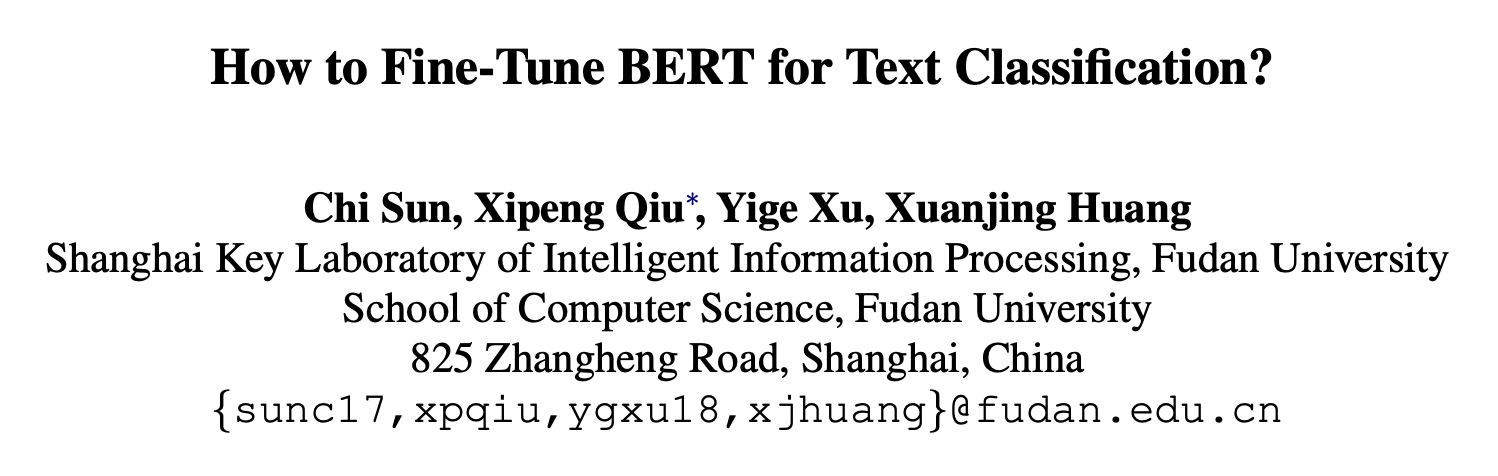 How to Fine-Tune BERT for Text Classification?
Chi Sun, Xipeng Qiu*, Yige Xu, Xuanjing Huang
Shanghai Key Laboratory of Intelligent Information Processing, Fudan University
School of Computer Science, Fudan University
825 Zhangheng Road, Shanghai, China
{sunc17,xpqiu,ygxu18,xjhuang}@fudan.edu.cn